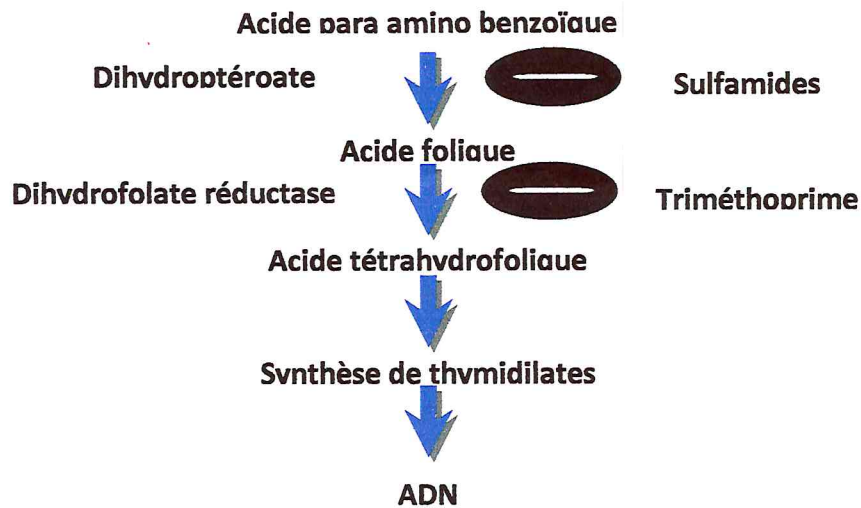 Acide para amino benzoïque
Dihydroptéroate
Sulfamides
Acide folique
Dihydrofolate réductase
Triméthoprime
Acide tétrahydrofolique
Synthèse de thymidilates
ADN